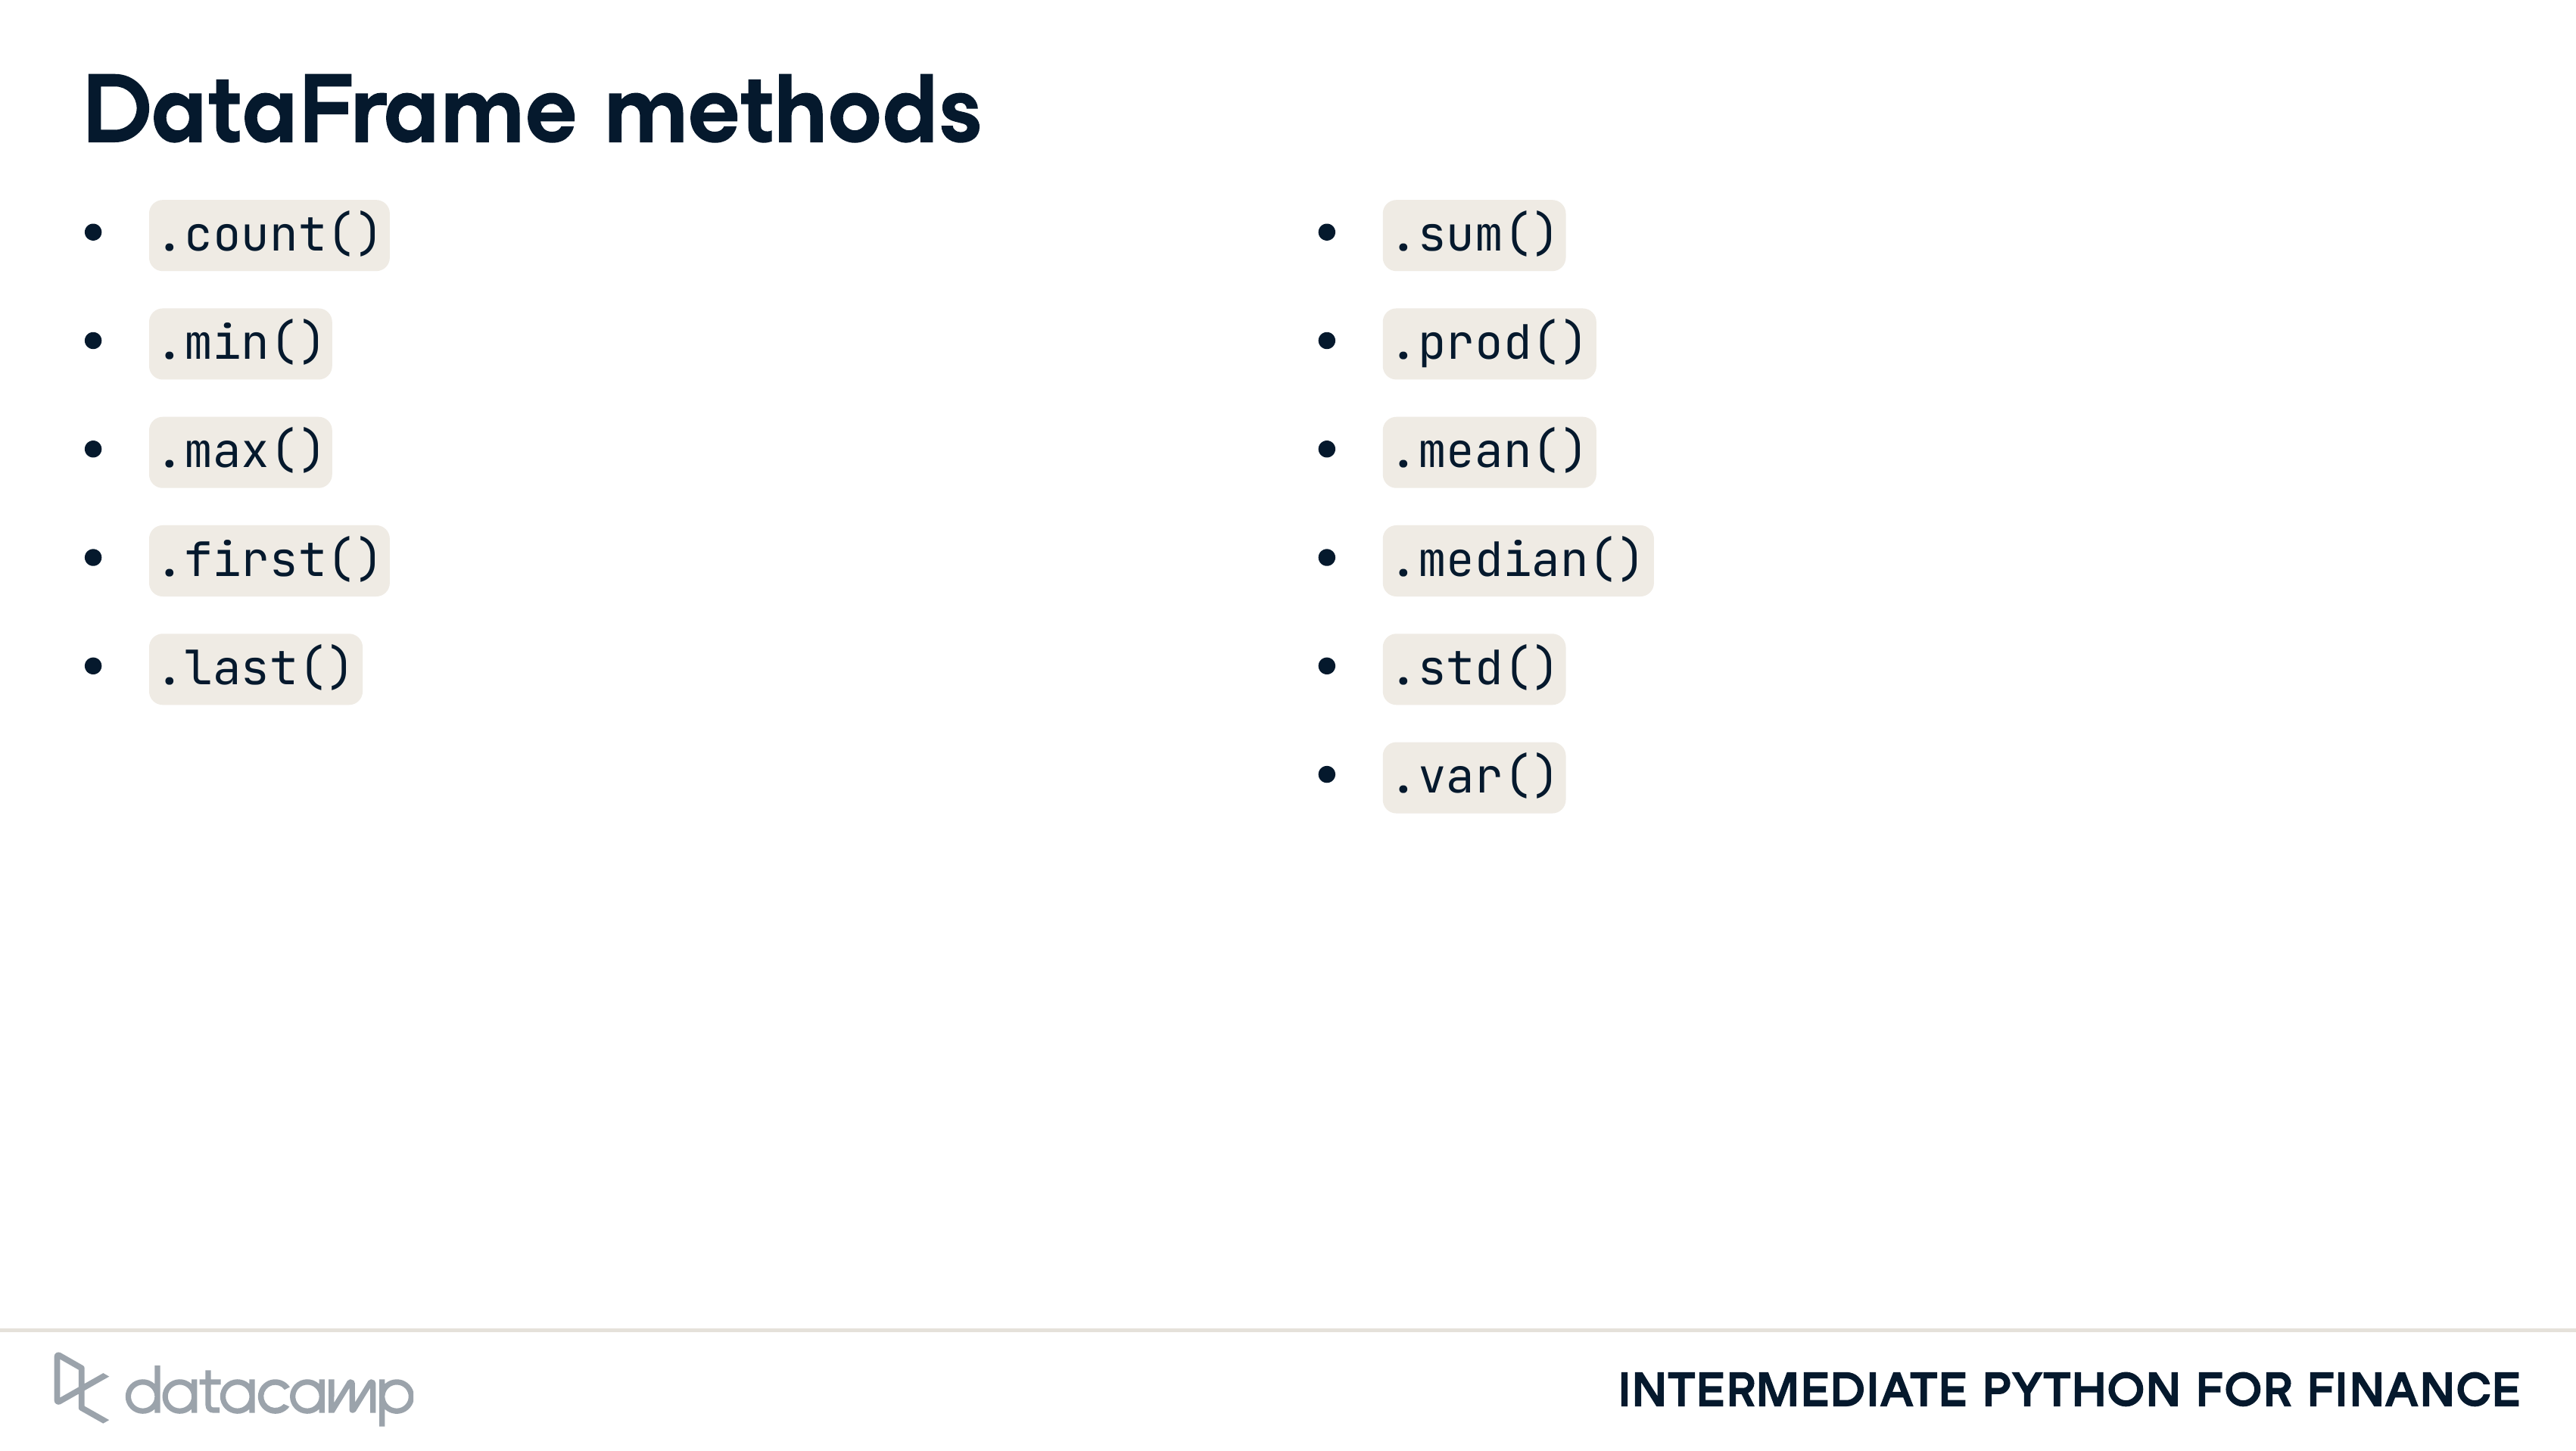 DataFrame methods
• .count()
• .min()
• .max()
• .first()
• .last()
• .sum()
• .prod()
• .mean()
• .median()
• .std()
• .var()
datacamp
INTERMEDIATE PYTHON FOR FINANCE